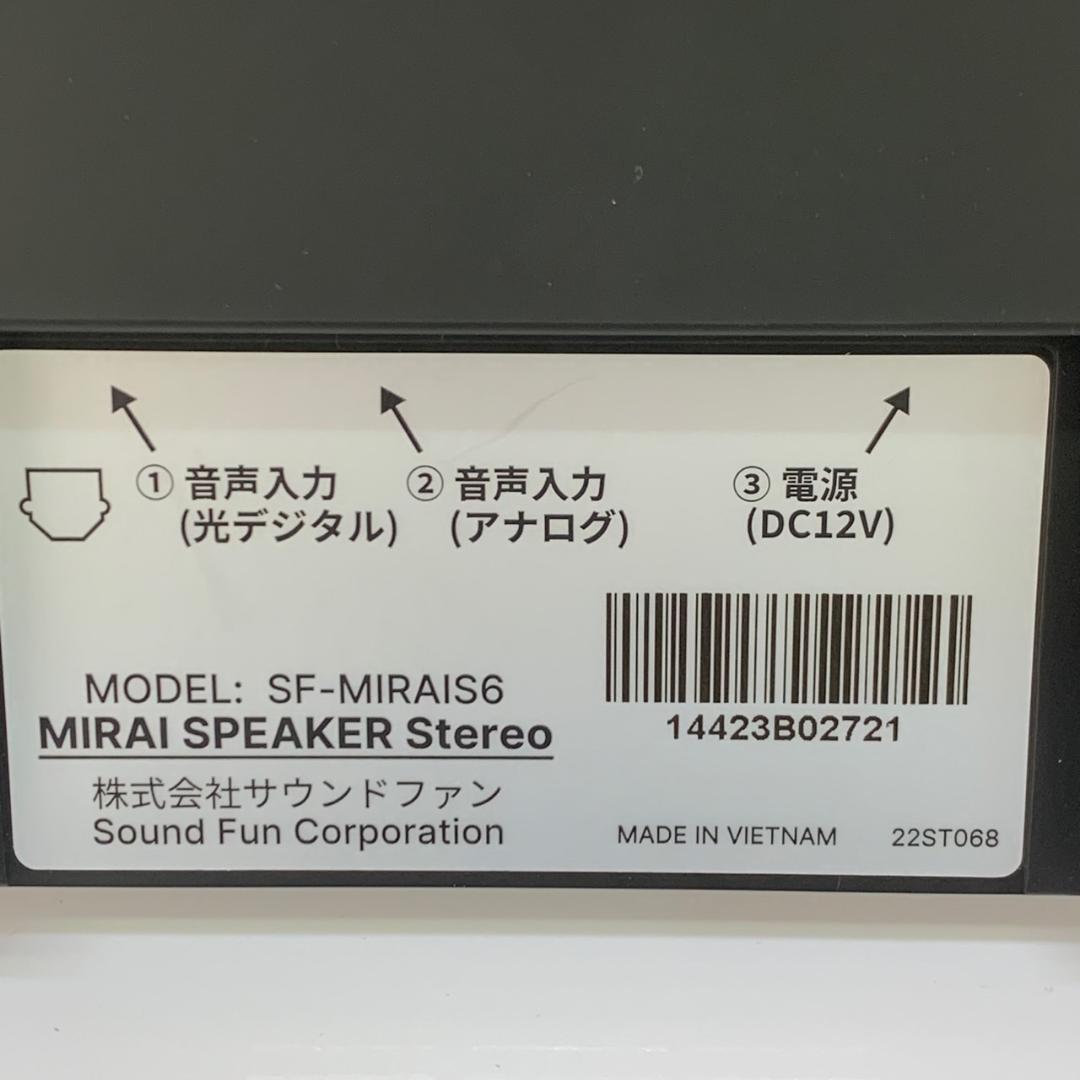 ① 音声入力
(光デジタル)
② 音声入力
(アナログ)
③ 電源
(DC12V)
MODEL: SF-MIRAIS6
MIRAI SPEAKER Stereo
株式会社サウンドファン
Sound Fun Corporation
14423B02721
MADE IN VIETNAM 22ST068